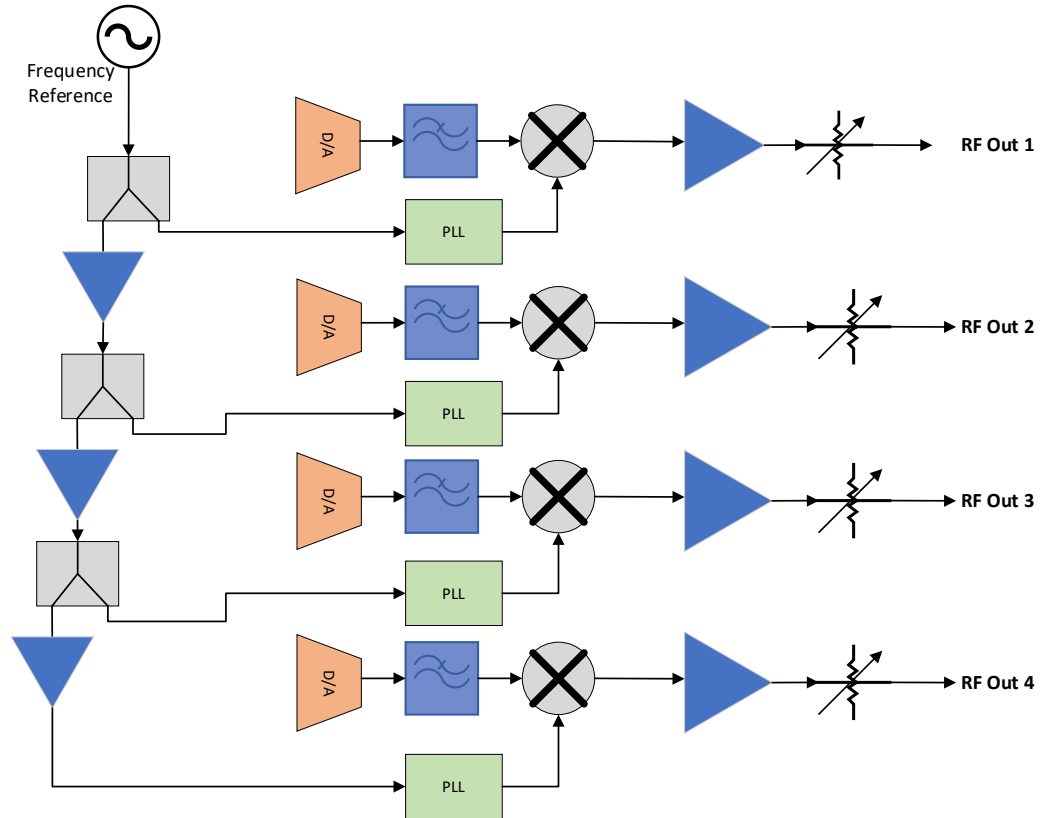 Frequency
Reference
D/A
RF Out 1
PLL
D/A
RF Out 2
PLL
D/A
RF Out 3
PLL
D/A
RF Out 4
PLL